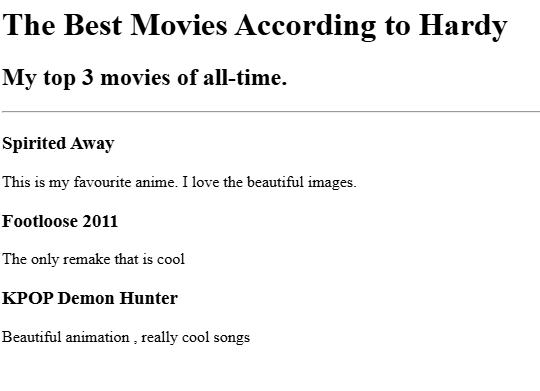 The Best Movies According to Hardy
My top 3 movies of all-time.
Spirited Away
This is my favourite anime. I love the beautiful images.
Footloose 2011
The only remake that is cool
KPOP Demon Hunter
Beautiful animation , really cool songs